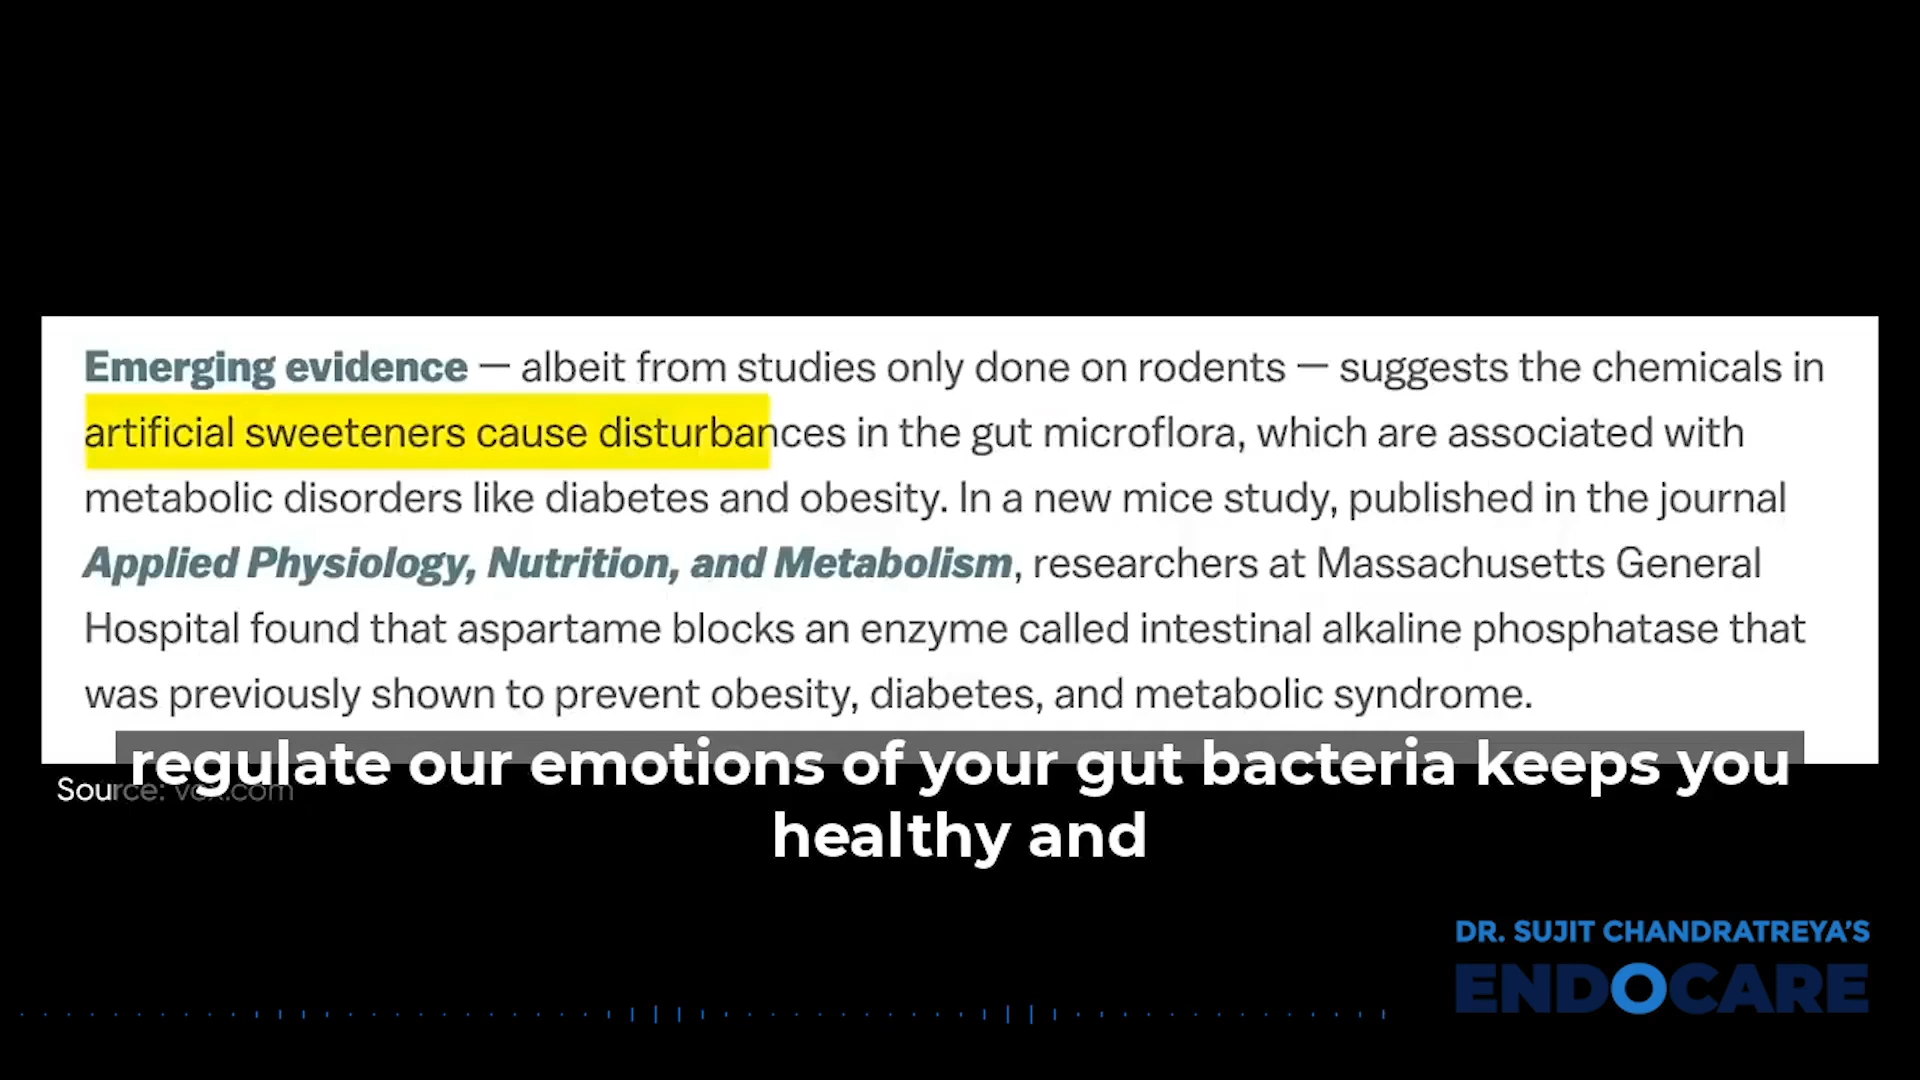 Emerging evidence — albeit from studies only done on rodents — suggests the chemicals in
artificial sweeteners cause disturbances in the gut microflora, which are associated with
metabolic disorders like diabetes and obesity. In a new mice study, published in the journal
Applied Physiology, Nutrition, and Metabolism, researchers at Massachusetts General
Hospital found that aspartame blocks an enzyme called intestinal alkaline phosphatase that
was previously shown to prevent obesity, diabetes, and metabolic syndrome.
regulate our emotions of your gut bacteria keeps you
healthy and
Source: vox.com
DR. SUJIT CHANDRATREYA'S
ENDOCARE